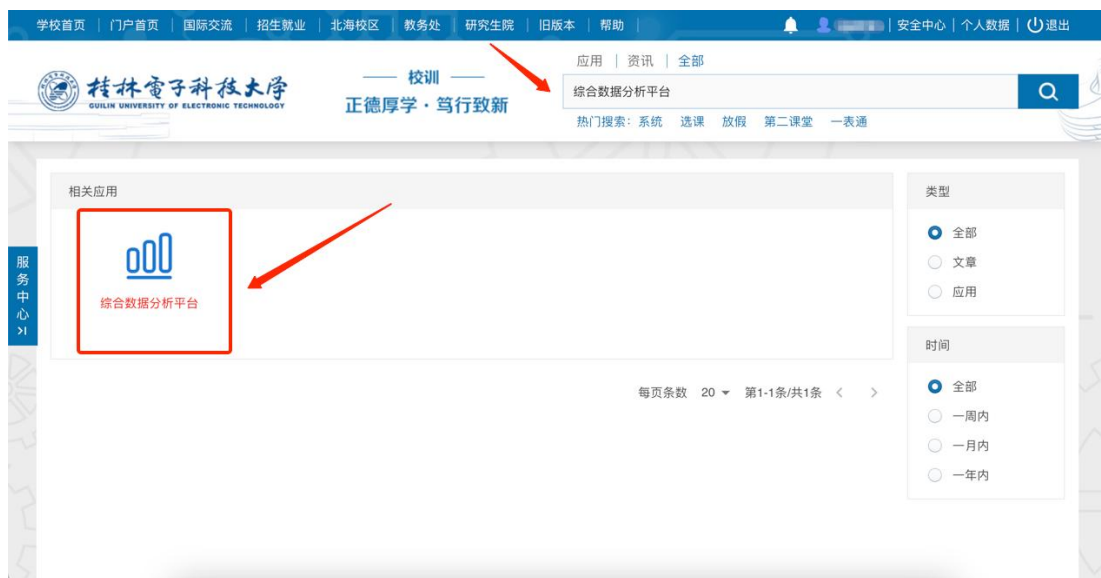 学校首页 | 门户首页 | 国际交流 | 招生就业 | 北海校区 | 教务处 | 研究生院 | 旧版本 | 帮助 | 安全中心 | 个人数据 | 退出
应用 | 资讯 | 全部
桂林電子科技大学
GUILIN UNIVERSITY OF ELECTRONIC TECHNOLOGY
校训
正德厚学·笃行致新
综合数据分析平台
热门搜索: 系统 选课 放假 第二课堂 一表通
相关应用
综合数据分析平台
每页条数 20 第1-1条/共1条 < >
服务中心
类型
全部
文章
应用
时间
全部
一周内
一月内
一年内